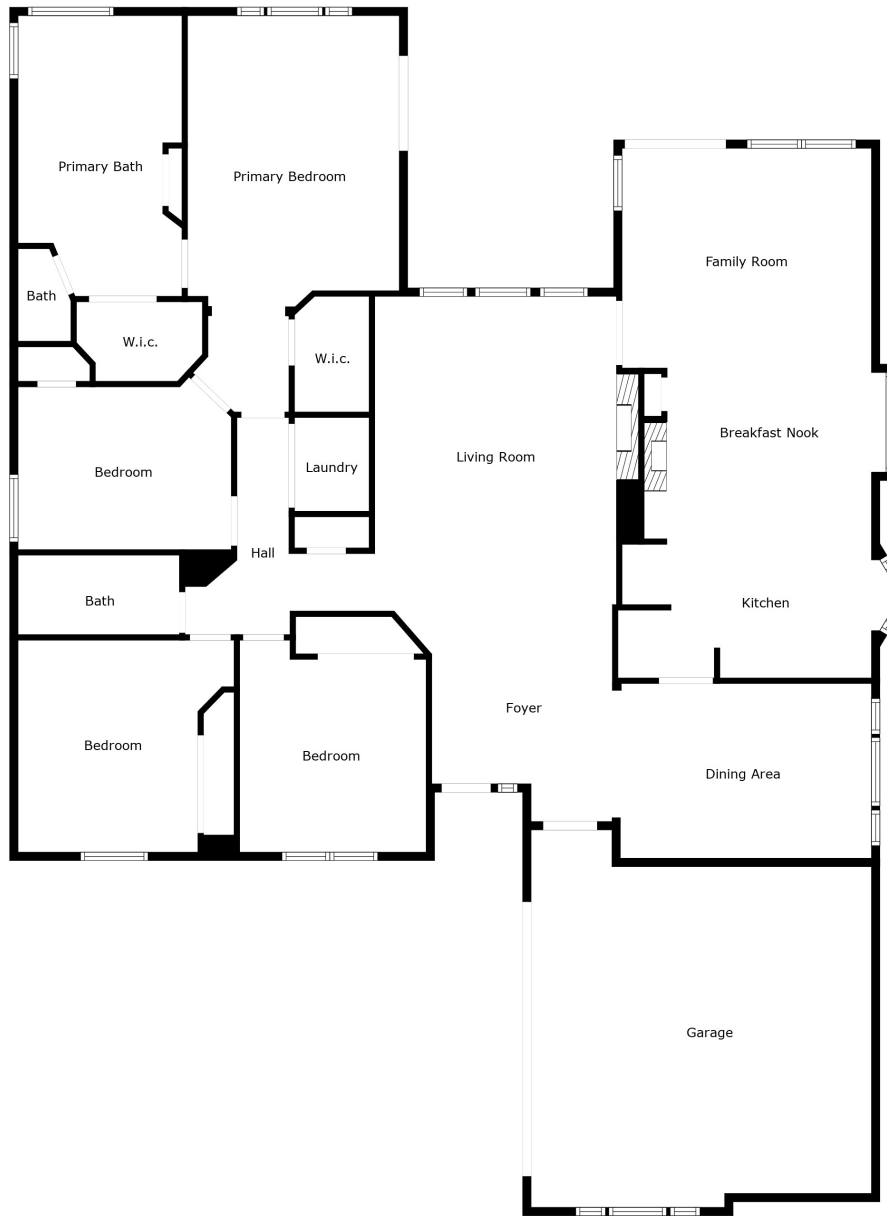 Primary Bath
Primary Bedroom
Family Room
Bath
W.i.c.
W.i.c.
Breakfast Nook
Living Room
Bedroom
Laundry
Hall
Bath
Kitchen
Foyer
Bedroom
Bedroom
Dining Area
Garage